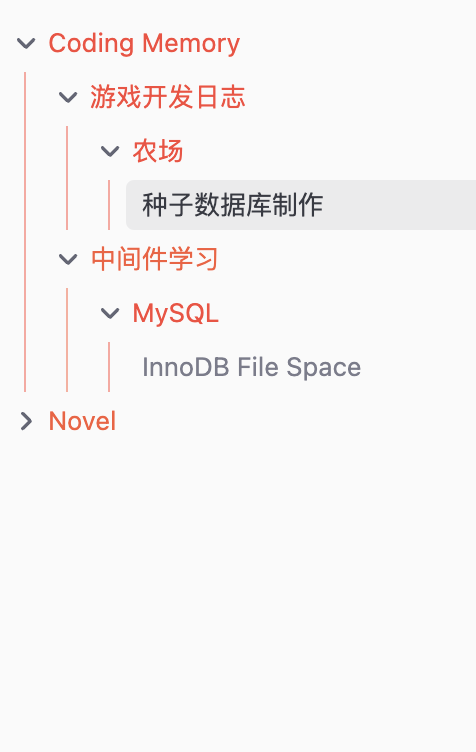 Coding Memory
游戏开发日志
农场
种子数据库制作
中间件学习
MySQL
InnoDB File Space
Novel